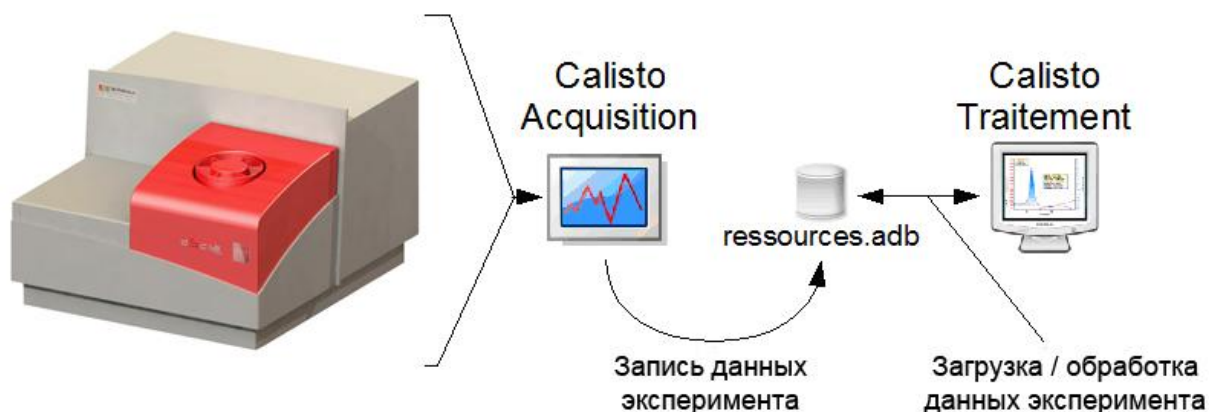 Calisto
Acquisition
Calisto
Traitement
ressources.adb
Запись данных
эксперимента
Загрузка / обработка
данных эксперимента